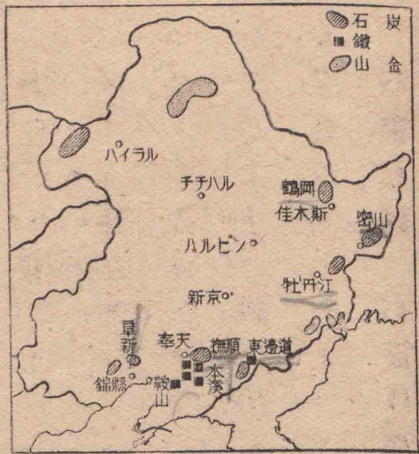 石炭
鐵
山金
ハイラル
チチハル
鶴岡
佳木斯
密山
ハルビン
牡丹江
新京
阜新
奉天
撫順
東邊道
錦縣
鞍山
本溪